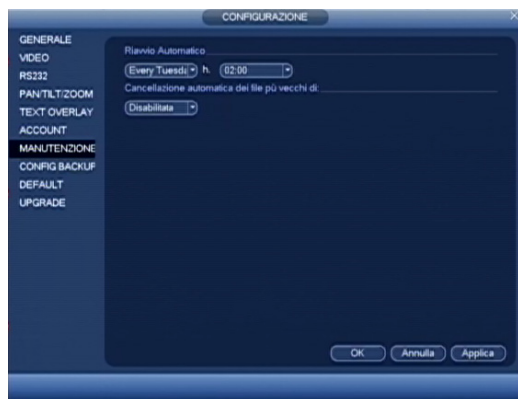 CONFIGURAZIONE
GENERALE
VIDEO
RS232
PAN/TILT/ZOOM
TEXT OVERLAY
ACCOUNT
MANUTENZIONE
CONFIG BACKUP
DEFAULT
UPGRADE
Riavvio Automatico
Every Tuesda h. 02:00
Cancellazione automatica dei file più vecchi di:
Disabilitata
OK Annulla Applica